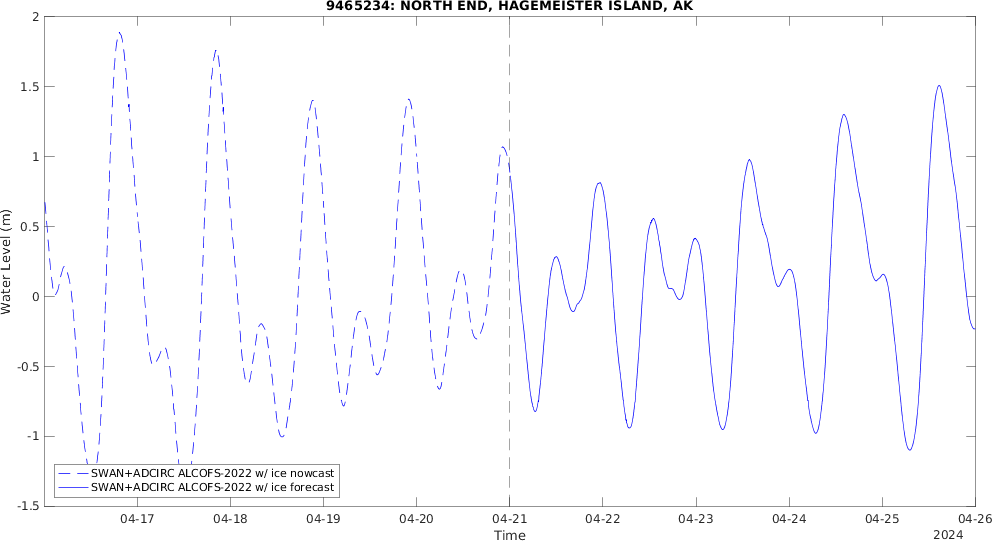 9465234: NORTH END, HAGEMEISTER ISLAND, AK
2
1.5
1
0.5
0
-0.5
-1
-1.5
Water Level (m)
SWAN+ADCIRC ALCOFS-2022 w/ ice nowcast
SWAN+ADCIRC ALCOFS-2022 w/ ice forecast
04-17 04-18 04-19 04-20 04-21 04-22 04-23 04-24 04-25 04-26
Time
2024